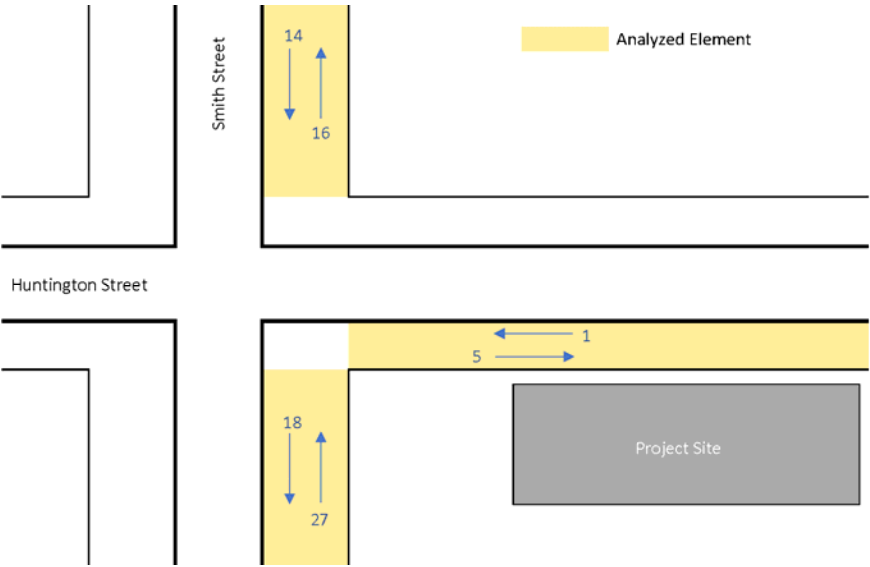 14
Smith Street
Analyzed Element
16
Huntington Street
1
5
18
Project Site
27